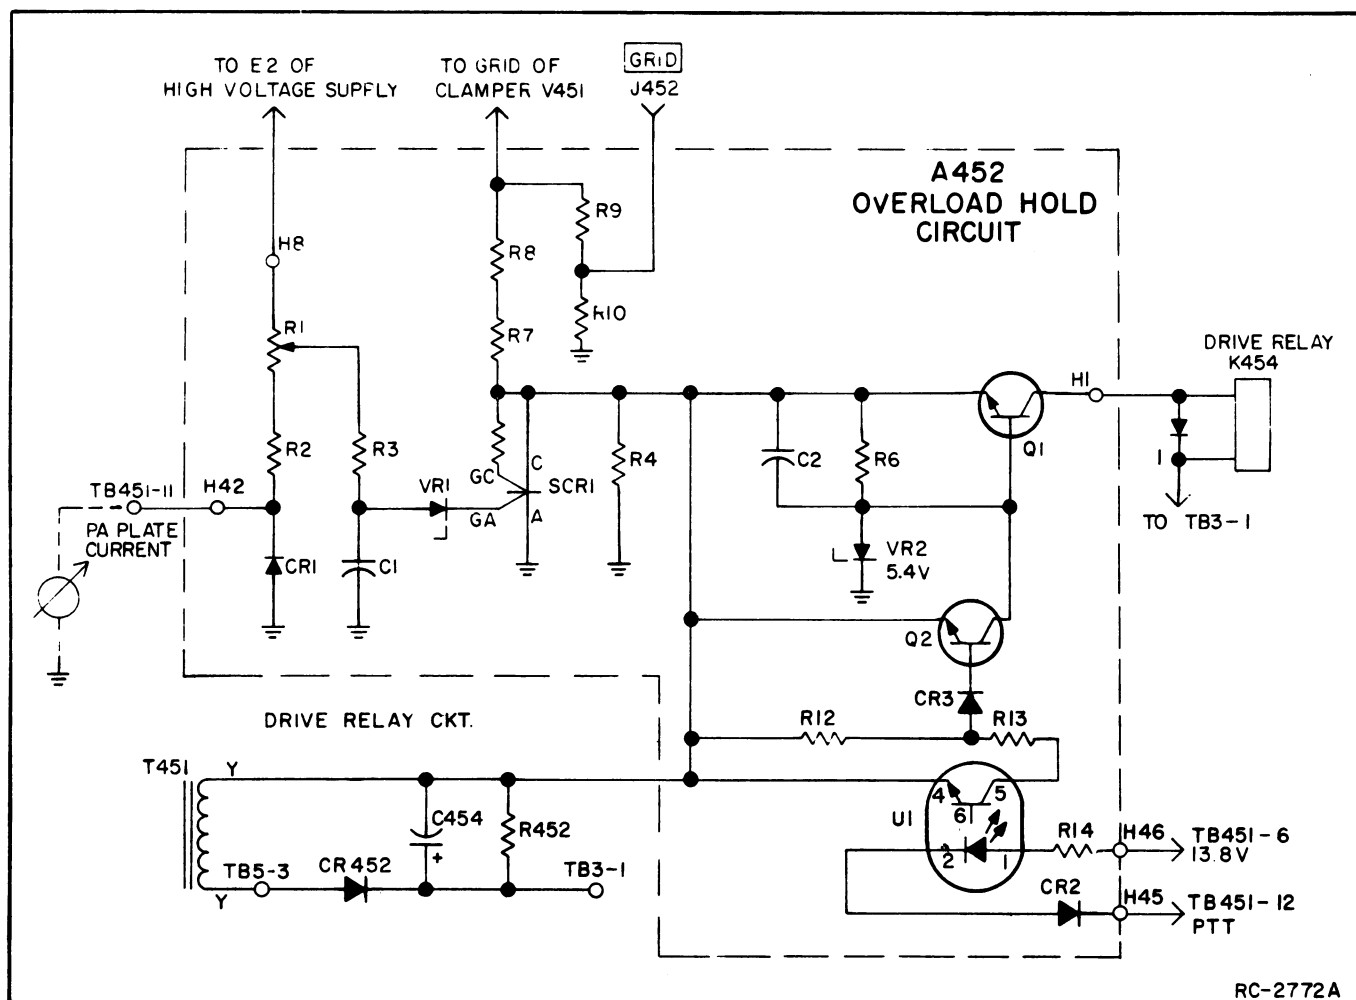 TO E2 OF
HIGH VOLTAGE SUPPLY
TO GRID OF
CLAMPER V451
GRID
J452
A452
OVERLOAD HOLD
CIRCUIT
H8
R9
R8
R10
R1
R7
DRIVE RELAY
K454
H1
R2
R3
C
GC
SCR1
R4
C2
R6
Q1
1
TB451-11
H42
VR1
GA
A
TO TB3-1
PA PLATE
CURRENT
CR1
C1
VR2
5.4V
Q2
CR3
DRIVE RELAY CKT.
R12
R13
T451
Y
C454
+
R452
4
5
6
U1
2
1
R14
H46
TB451-6
13.8V
TB5-3
CR452
TB3-1
Y
CR2
H45
TB451-12
PTT
RC-2772A